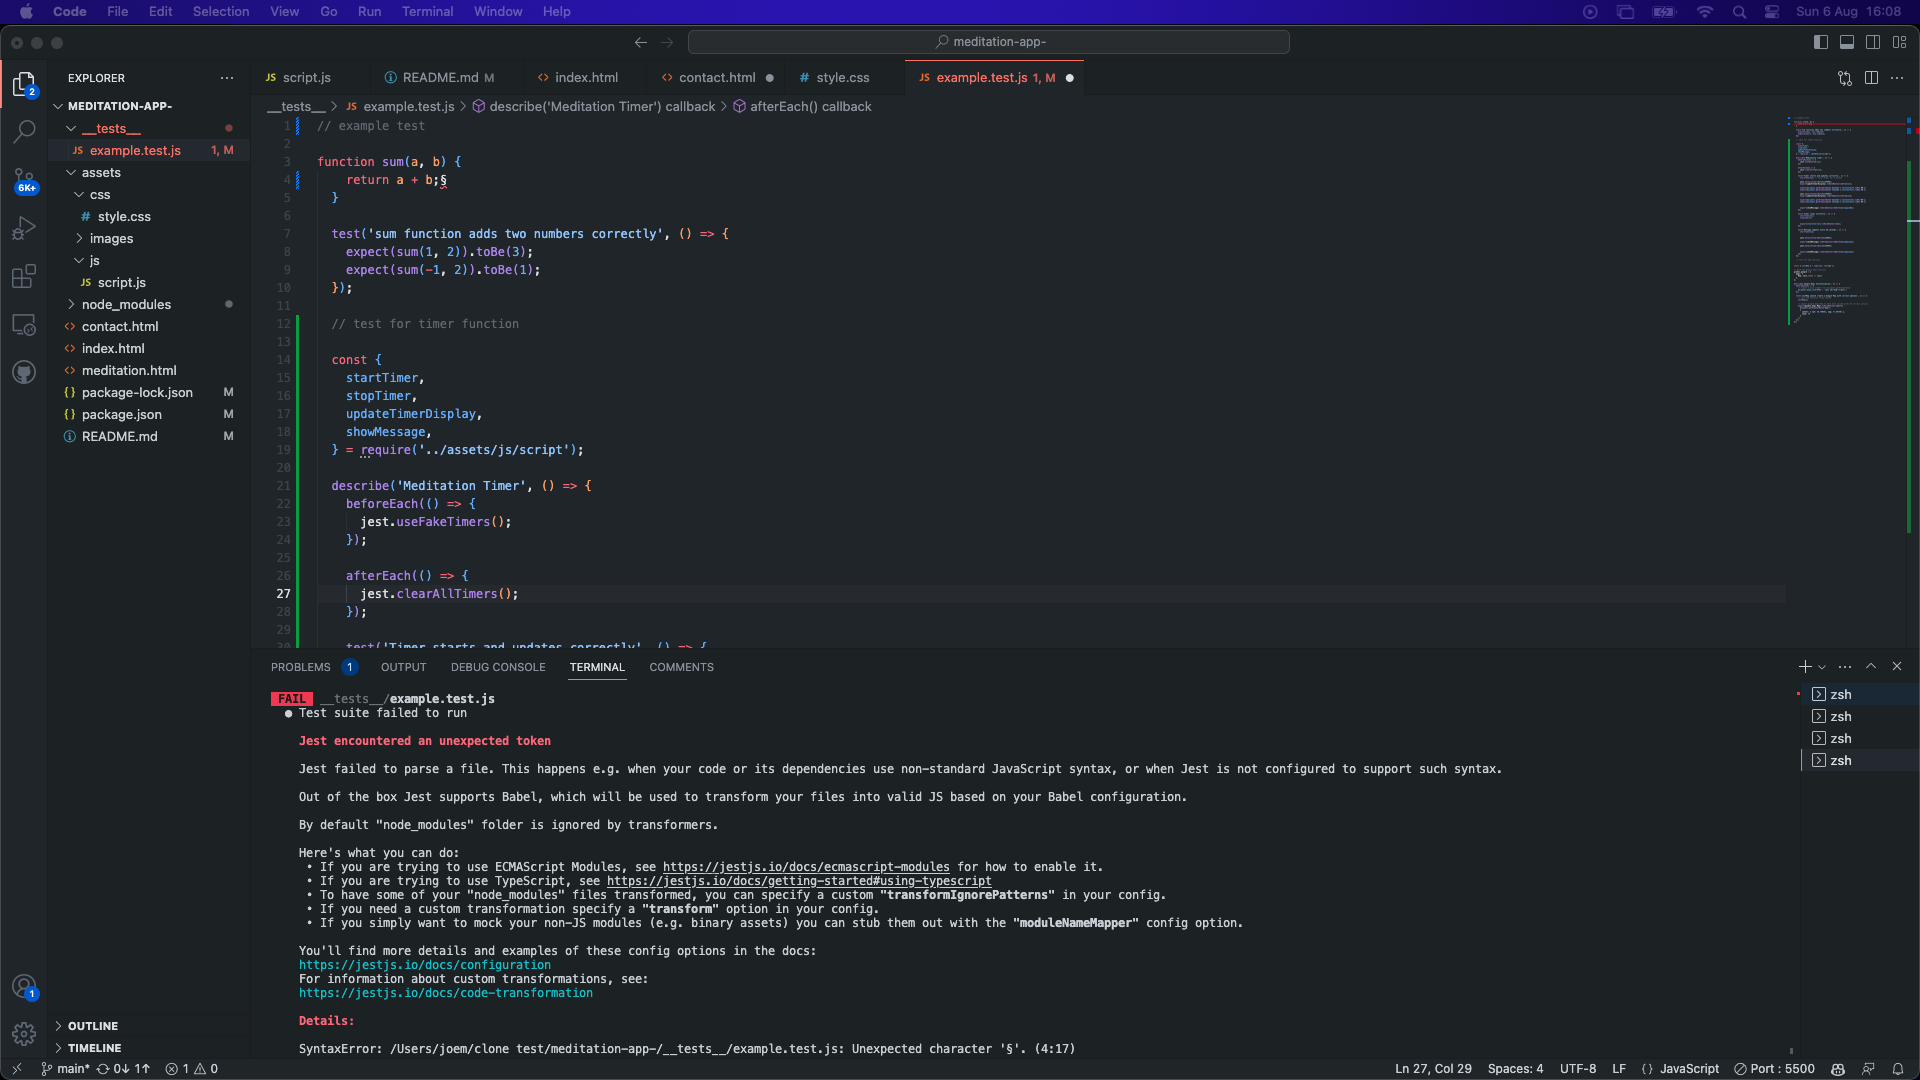 Code File Edit Selection View Go Run Terminal Window Help Sun 6 Aug 16:08
meditation-app-
EXPLORER
JS script.js README.md M index.html contact.html # style.css JS example.test.js 1, M
__tests__ > JS example.test.js > describe('Meditation Timer') callback > afterEach() callback
MEDITATION-APP-
__tests__
JS example.test.js 1, M
assets
css
# style.css
images
js
JS script.js
node_modules
contact.html
index.html
meditation.html
{} package-lock.json M
{} package.json M
README.md M
OUTLINE
TIMELINE
2
6K+
1
1 // example test
2
3 function sum(a, b) {
4 return a + b;§
5 }
6
7 test('sum function adds two numbers correctly', () => {
8 expect(sum(1, 2)).toBe(3);
9 expect(sum(-1, 2)).toBe(1);
10 });
11
12 // test for timer function
13
14 const {
15 startTimer,
16 stopTimer,
17 updateTimerDisplay,
18 showMessage,
19 } = require('../assets/js/script');
20
21 describe('Meditation Timer', () => {
22 beforeEach(() => {
23 jest.useFakeTimers();
24 });
25
26 afterEach(() => {
27 jest.clearAllTimers();
28 });
29
30 test('Timer starts and updates correctly', () => {
PROBLEMS 1 OUTPUT DEBUG CONSOLE TERMINAL COMMENTS
FAIL __tests__/example.test.js
● Test suite failed to run
Jest encountered an unexpected token
Jest failed to parse a file. This happens e.g. when your code or its dependencies use non-standard JavaScript syntax, or when Jest is not configured to support such syntax.
Out of the box Jest supports Babel, which will be used to transform your files into valid JS based on your Babel configuration.
By default "node_modules" folder is ignored by transformers.
Here's what you can do:
• If you are trying to use ECMAScript Modules, see https://jestjs.io/docs/ecmascript-modules for how to enable it.
• If you are trying to use TypeScript, see https://jestjs.io/docs/getting-started#using-typescript
• To have some of your "node_modules" files transformed, you can specify a custom "transformIgnorePatterns" in your config.
• If you need a custom transformation specify a "transform" option in your config.
• If you simply want to mock your non-JS modules (e.g. binary assets) you can stub them out with the "moduleNameMapper" config option.
You'll find more details and examples of these config options in the docs:
https://jestjs.io/docs/configuration
For information about custom transformations, see:
https://jestjs.io/docs/code-transformation
Details:
SyntaxError: /Users/joem/clone test/meditation-app-/__tests__/example.test.js: Unexpected character '§'. (4:17)
zsh
zsh
zsh
zsh
main* 0↓ 1↑ 1 0 Ln 27, Col 29 Spaces: 4 UTF-8 LF {} JavaScript Port : 5500